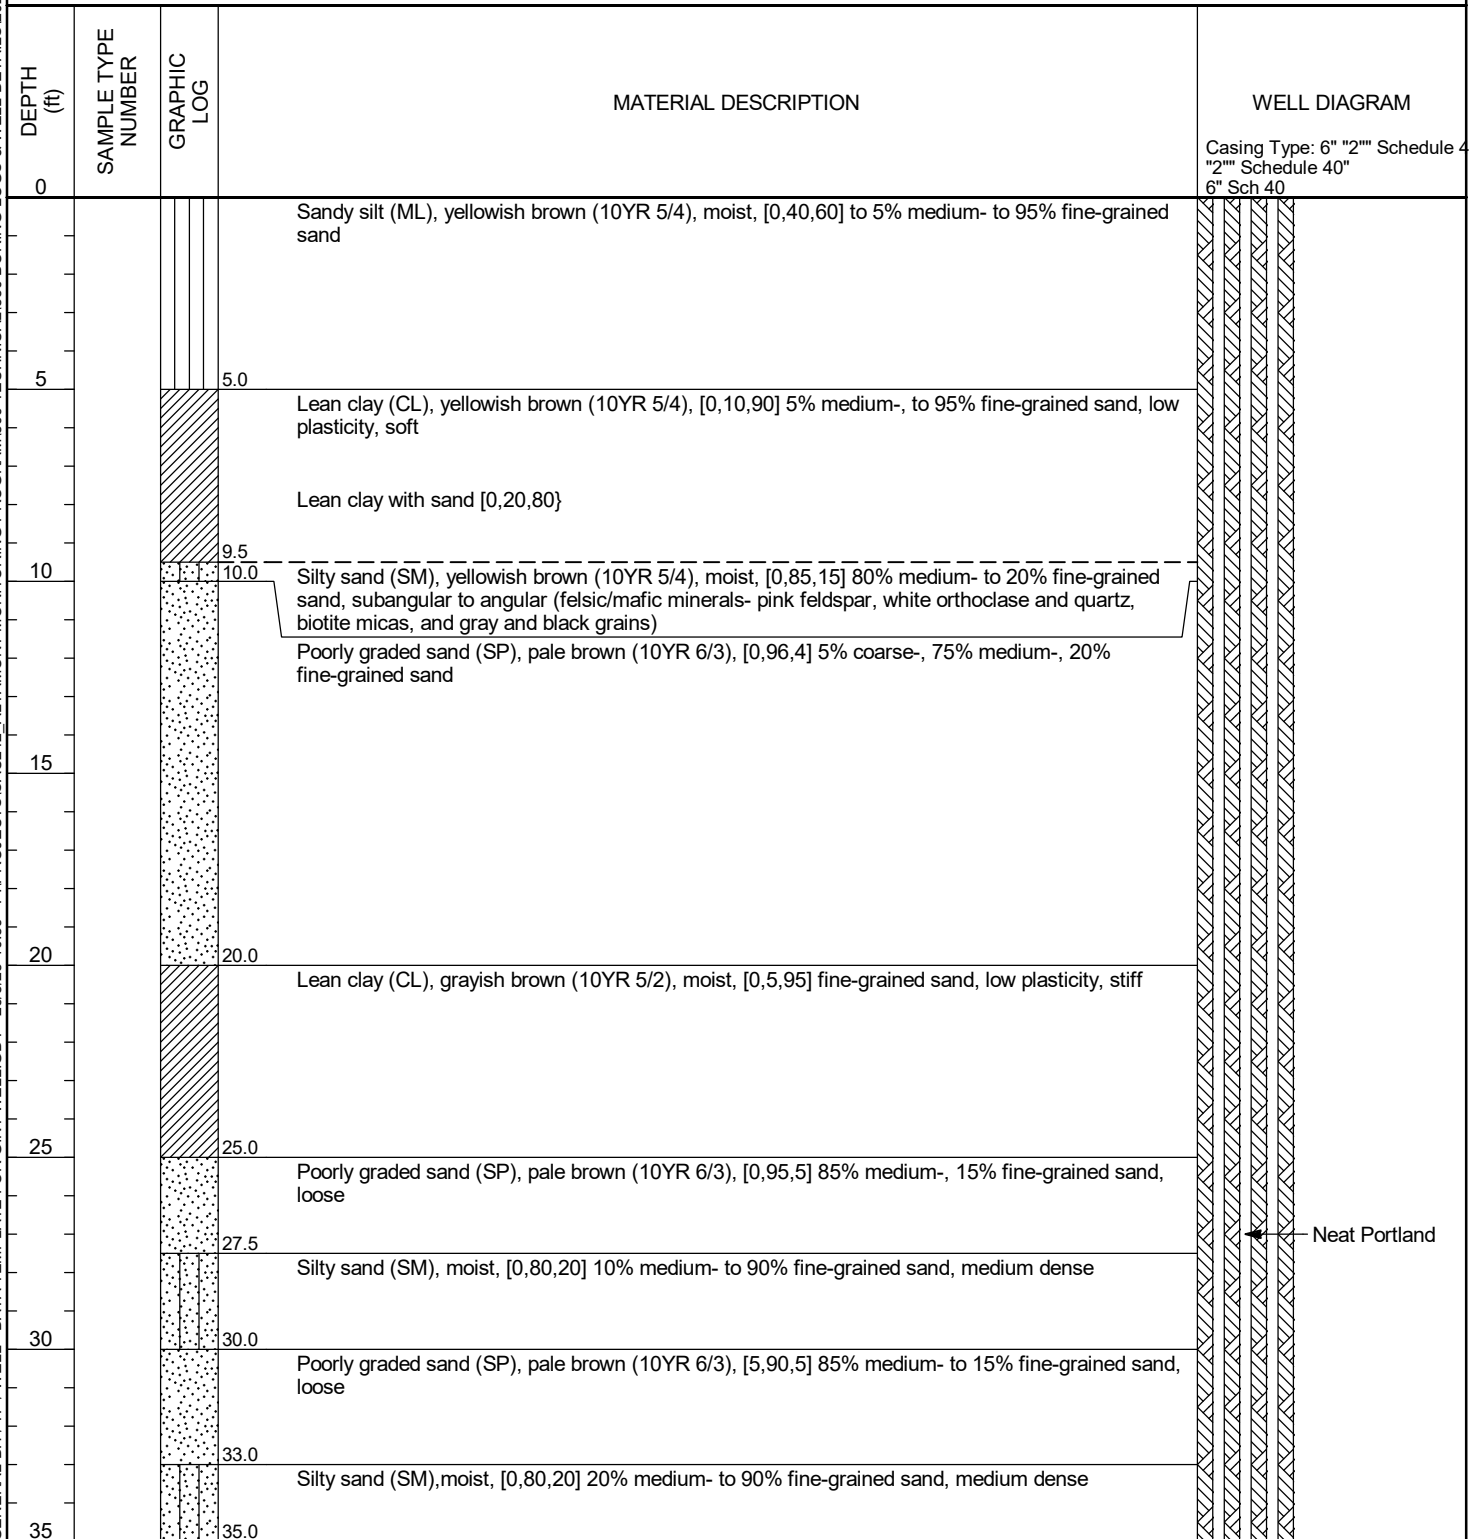 DEPTH
(ft)
SAMPLE TYPE
NUMBER
GRAPHIC
LOG
MATERIAL DESCRIPTION
WELL DIAGRAM
Casing Type: 6" "2"" Schedule 4
"2"" Schedule 40"
6" Sch 40
0
Sandy silt (ML), yellowish brown (10YR 5/4), moist, [0,40,60] to 5% medium- to 95% fine-grained
sand
5
5.0
Lean clay (CL), yellowish brown (10YR 5/4), [0,10,90] 5% medium-, to 95% fine-grained sand, low
plasticity, soft
Lean clay with sand [0,20,80}
9.5
10
10.0
Silty sand (SM), yellowish brown (10YR 5/4), moist, [0,85,15] 80% medium- to 20% fine-grained
sand, subangular to angular (felsic/mafic minerals- pink feldspar, white orthoclase and quartz,
biotite micas, and gray and black grains)
Poorly graded sand (SP), pale brown (10YR 6/3), [0,96,4] 5% coarse-, 75% medium-, 20%
fine-grained sand
15
20
20.0
Lean clay (CL), grayish brown (10YR 5/2), moist, [0,5,95] fine-grained sand, low plasticity, stiff
25
25.0
Poorly graded sand (SP), pale brown (10YR 6/3), [0,95,5] 85% medium-, 15% fine-grained sand,
loose
Neat Portland
27.5
Silty sand (SM), moist, [0,80,20] 10% medium- to 90% fine-grained sand, medium dense
30
30.0
Poorly graded sand (SP), pale brown (10YR 6/3), [5,90,5] 85% medium- to 15% fine-grained sand,
loose
33.0
Silty sand (SM),moist, [0,80,20] 20% medium- to 90% fine-grained sand, medium dense
35
35.0